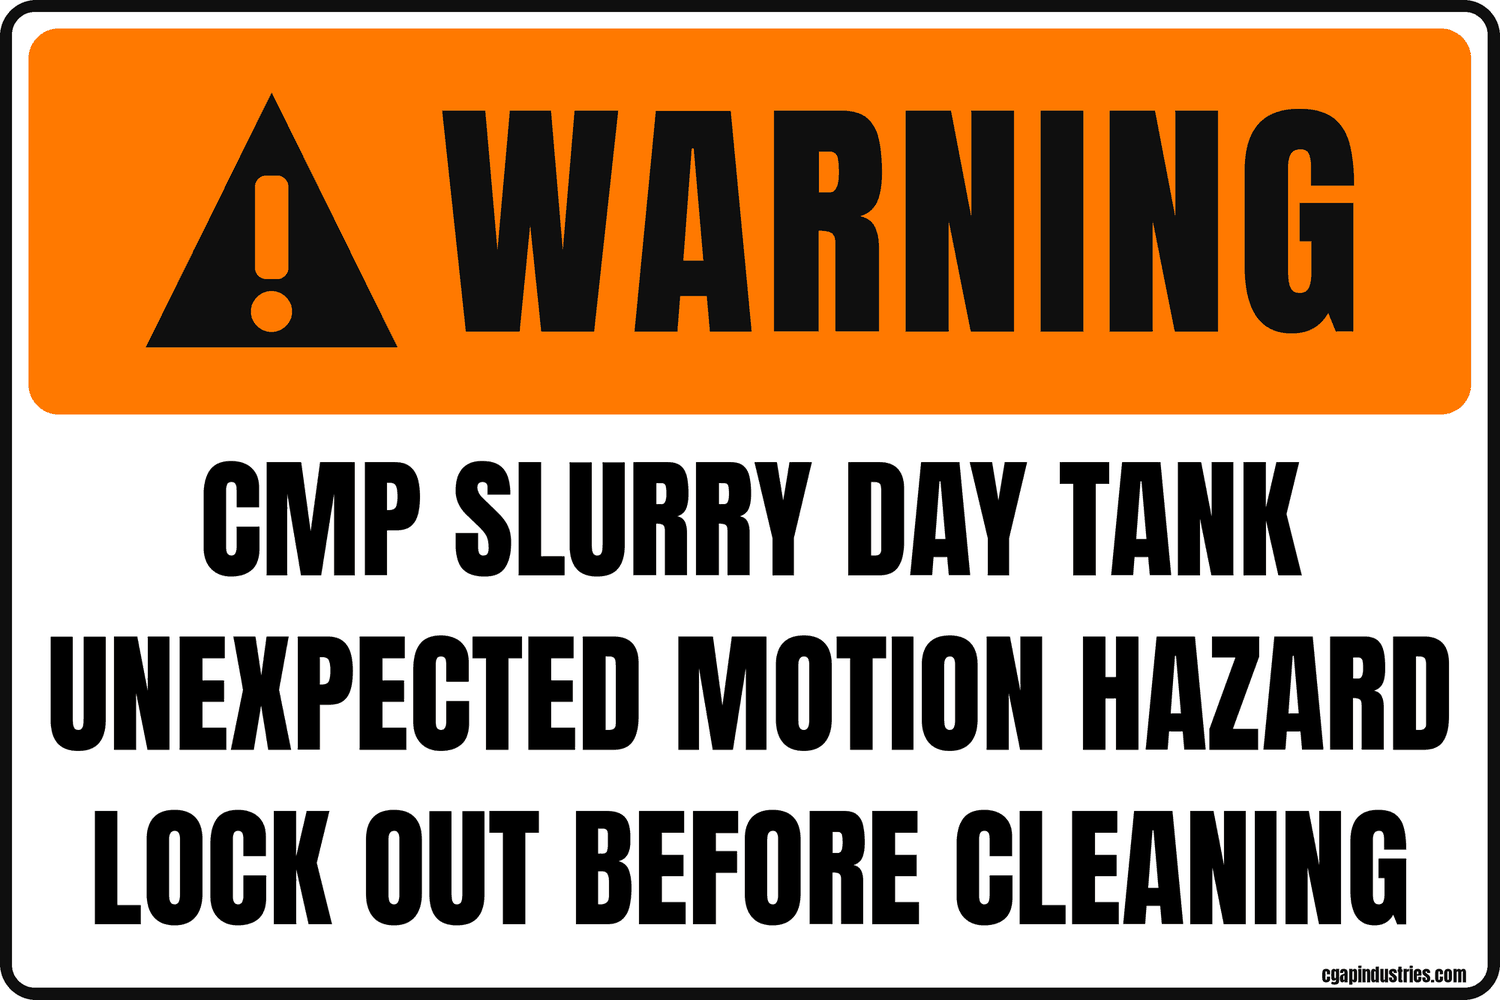 WARNING
CMP SLURRY DAY TANK
UNEXPECTED MOTION HAZARD
LOCK OUT BEFORE CLEANING
cgapindustries.com